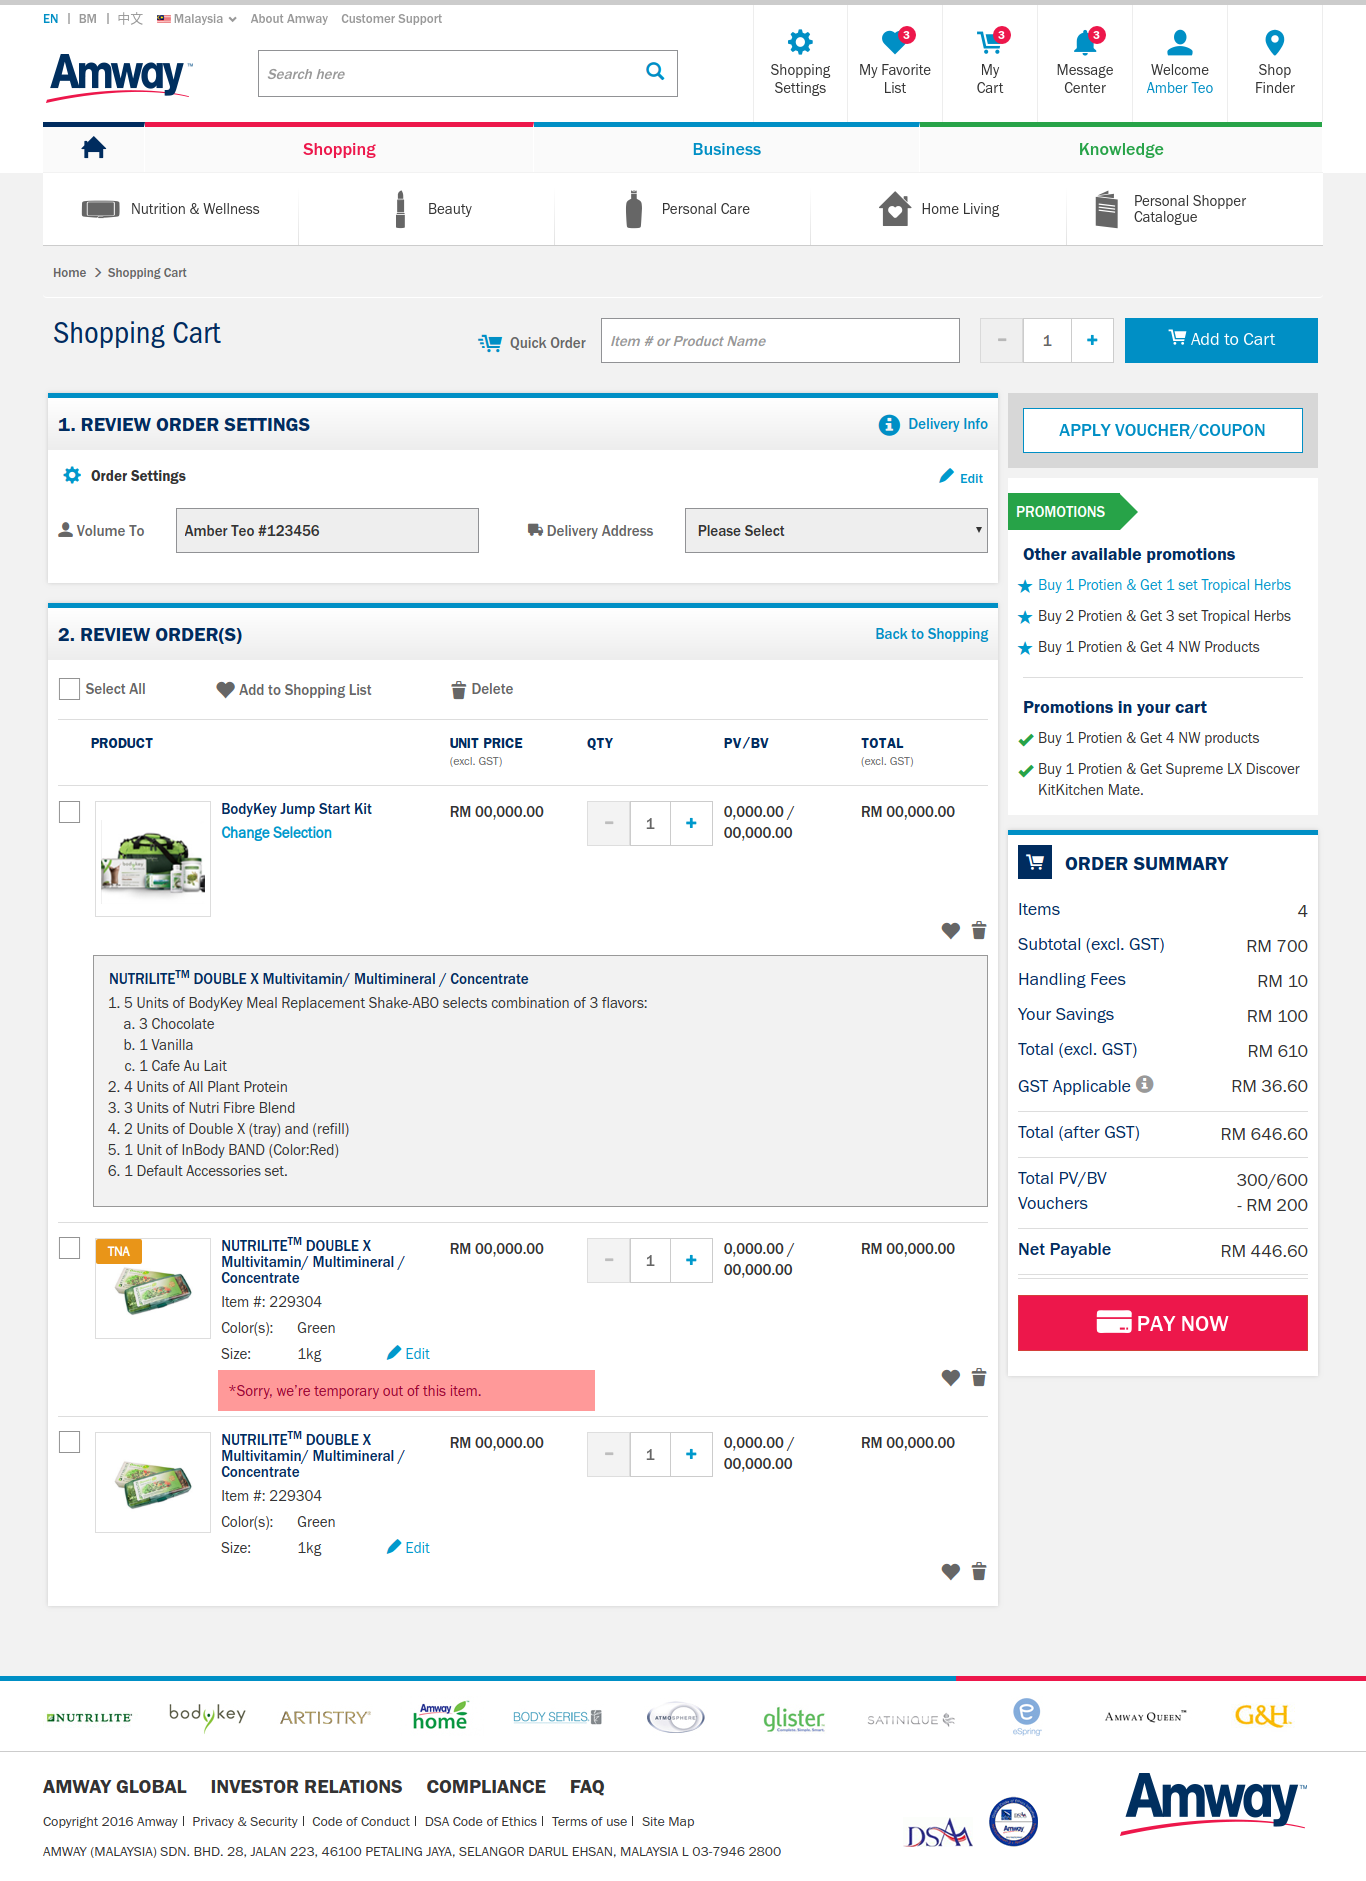 EN | BM | 中文 Malaysia About Amway Customer Support
Amway™
Search here
Shopping Settings
3
My Favorite List
3
My Cart
3
Message Center
Welcome Amber Teo
Shop Finder
Shopping
Business
Knowledge
Nutrition & Wellness
Beauty
Personal Care
Home Living
Personal Shopper
Catalogue
Home > Shopping Cart
Shopping Cart
Quick Order
Item # or Product Name
− 1 +
Add to Cart
1. REVIEW ORDER SETTINGS
Delivery Info
Order Settings
Edit
Volume To
Amber Teo #123456
Delivery Address
Please Select
2. REVIEW ORDER(S)
Back to Shopping
Select All
Add to Shopping List
Delete
PRODUCT
UNIT PRICE
(excl. GST)
QTY
PV/BV
TOTAL
(excl. GST)
BodyKey Jump Start Kit
Change Selection
RM 00,000.00
− 1 +
0,000.00 /
00,000.00
RM 00,000.00
NUTRILITE™ DOUBLE X Multivitamin/ Multimineral / Concentrate
1. 5 Units of BodyKey Meal Replacement Shake-ABO selects combination of 3 flavors:
a. 3 Chocolate
b. 1 Vanilla
c. 1 Cafe Au Lait
2. 4 Units of All Plant Protein
3. 3 Units of Nutri Fibre Blend
4. 2 Units of Double X (tray) and (refill)
5. 1 Unit of InBody BAND (Color:Red)
6. 1 Default Accessories set.
TNA
NUTRILITE™ DOUBLE X
Multivitamin/ Multimineral /
Concentrate
Item #: 229304
Color(s): Green
Size: 1kg
Edit
RM 00,000.00
− 1 +
0,000.00 /
00,000.00
RM 00,000.00
*Sorry, we're temporary out of this item.
NUTRILITE™ DOUBLE X
Multivitamin/ Multimineral /
Concentrate
Item #: 229304
Color(s): Green
Size: 1kg
Edit
RM 00,000.00
− 1 +
0,000.00 /
00,000.00
RM 00,000.00
APPLY VOUCHER/COUPON
PROMOTIONS
Other available promotions
Buy 1 Protien & Get 1 set Tropical Herbs
Buy 2 Protien & Get 3 set Tropical Herbs
Buy 1 Protien & Get 4 NW Products
Promotions in your cart
Buy 1 Protien & Get 4 NW products
Buy 1 Protien & Get Supreme LX Discover
KitKitchen Mate.
ORDER SUMMARY
Items 4
Subtotal (excl. GST) RM 700
Handling Fees RM 10
Your Savings RM 100
Total (excl. GST) RM 610
GST Applicable RM 36.60
Total (after GST) RM 646.60
Total PV/BV 300/600
Vouchers - RM 200
Net Payable RM 446.60
PAY NOW
NUTRILITE
bodykey
ARTISTRY
Amway home
BODY SERIES
ATMOSPHERE
glister
SATINIQUE
eSpring
AMWAY QUEEN™
G&H
AMWAY GLOBAL INVESTOR RELATIONS COMPLIANCE FAQ
Copyright 2016 Amway | Privacy & Security | Code of Conduct | DSA Code of Ethics | Terms of use | Site Map
AMWAY (MALAYSIA) SDN. BHD. 28, JALAN 223, 46100 PETALING JAYA, SELANGOR DARUL EHSAN, MALAYSIA L 03-7946 2800
DSAA
Amway
Amway™